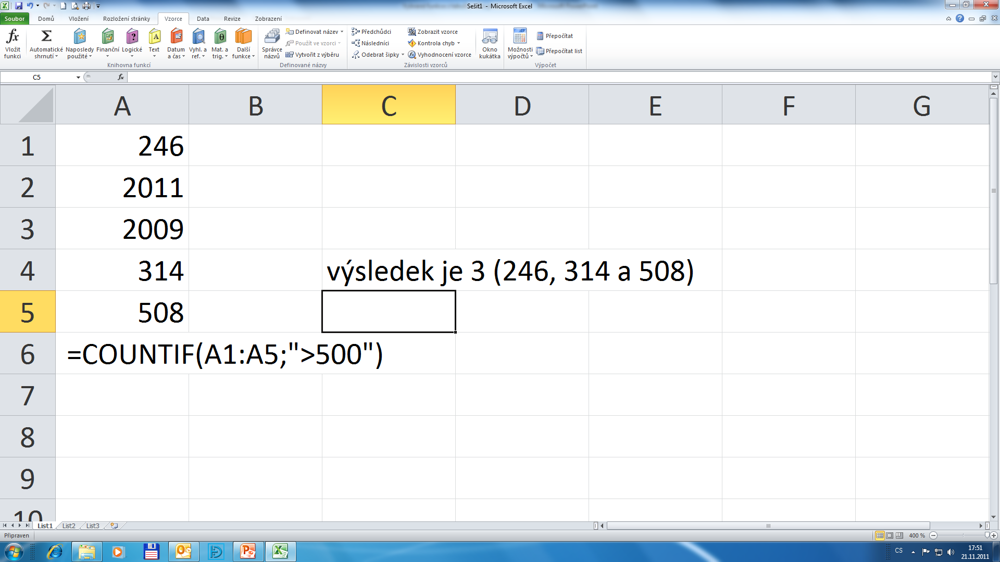 Sešit1 - Microsoft Excel
Soubor Domů Vložení Rozložení stránky Vzorce Data Revize Zobrazení
Vložit funkci
Automatické shrnutí
Naposledy použité
Finanční
Logické
Text
Datum a čas
Vyhl. a ref.
Mat. a trig.
Další funkce
Knihovna funkcí
Správce názvů
Definovat název
Použít ve vzorci
Vytvořit z výběru
Definované názvy
Předchůdci
Následníci
Odebrat šipky
Zobrazit vzorce
Kontrola chyb
Vyhodnocení vzorce
Závislosti vzorců
Okno kukátka
Možnosti výpočtů
Přepočítat
Přepočítat list
Výpočet
C5 fx
A B C D E F G
1 246
2 2011
3 2009
4 314 výsledek je 3 (246, 314 a 508)
5 508
6 =COUNTIF(A1:A5;">500")
7
8
9
10
List1 List2 List3
Připraven 400 %
CS 17:51
21.11.2011